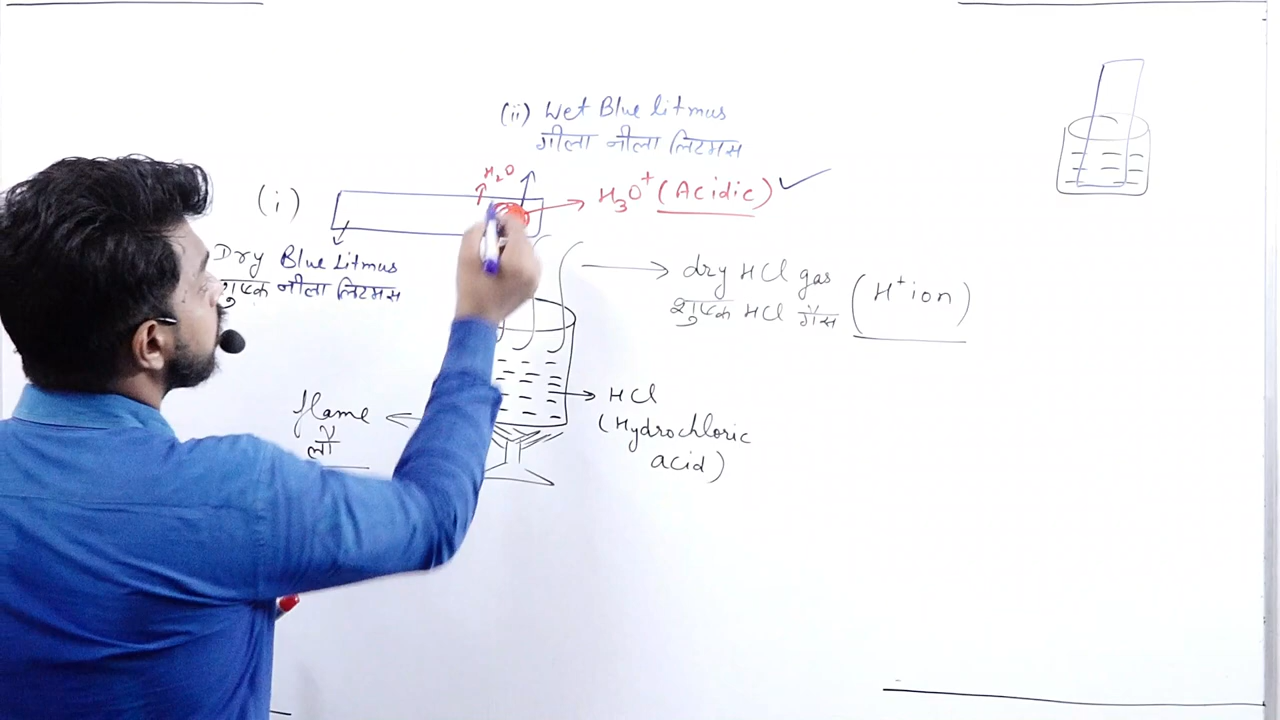 (ii) Wet Blue litmus
गीला नीला लिटमस
H₂O
H₃O⁺ (Acidic) ✓
(i)
Dry Blue Litmus
शुष्क नीला लिटमस
dry HCl gas
शुष्क HCl गैस
(H⁺ion)
flame
लौ
HCl
(Hydrochloric
acid)